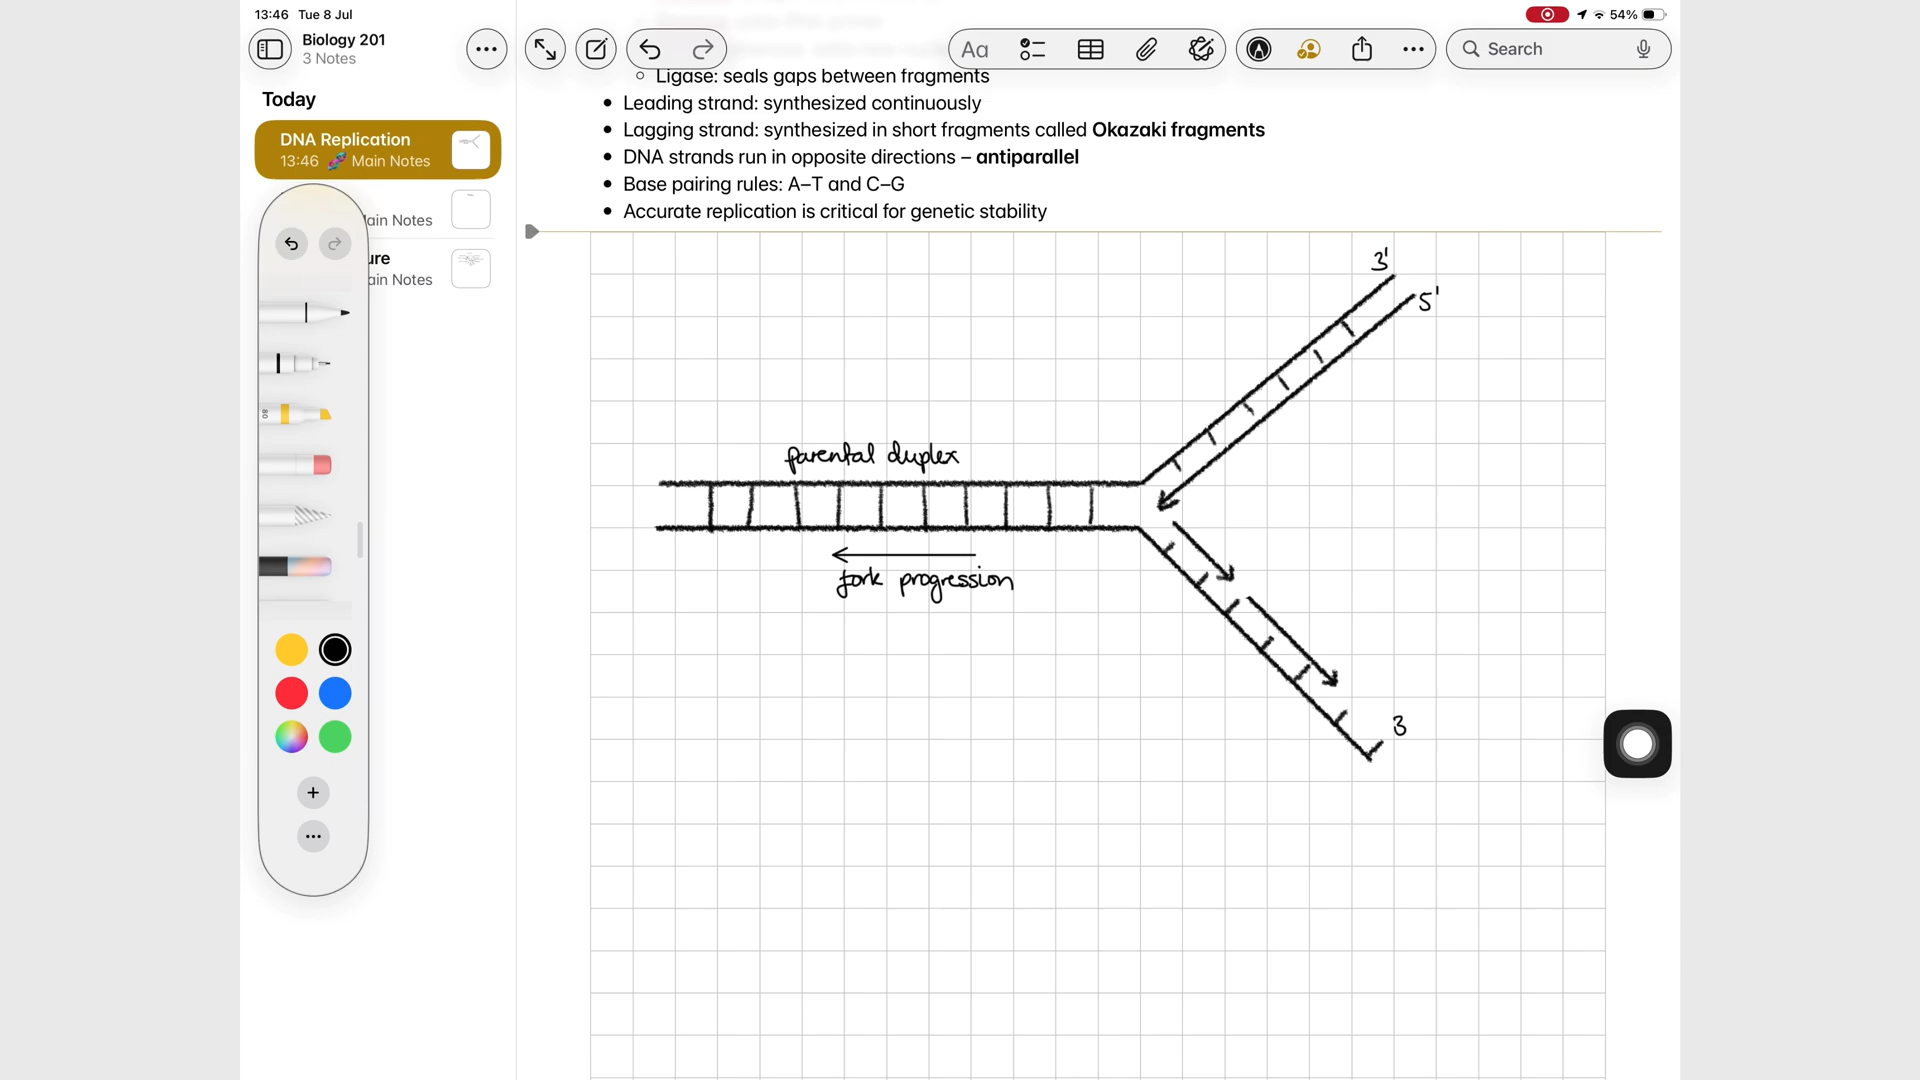 13:46 Tue 8 Jul
54%
Biology 201
3 Notes
Aa
Search
Today
DNA Replication
13:46 🧬 Main Notes
ain Notes
ure
ain Notes
80
Ligase: seals gaps between fragments
Leading strand: synthesized continuously
Lagging strand: synthesized in short fragments called Okazaki fragments
DNA strands run in opposite directions – antiparallel
Base pairing rules: A–T and C–G
Accurate replication is critical for genetic stability
3'
5'
parental duplex
fork progression
3